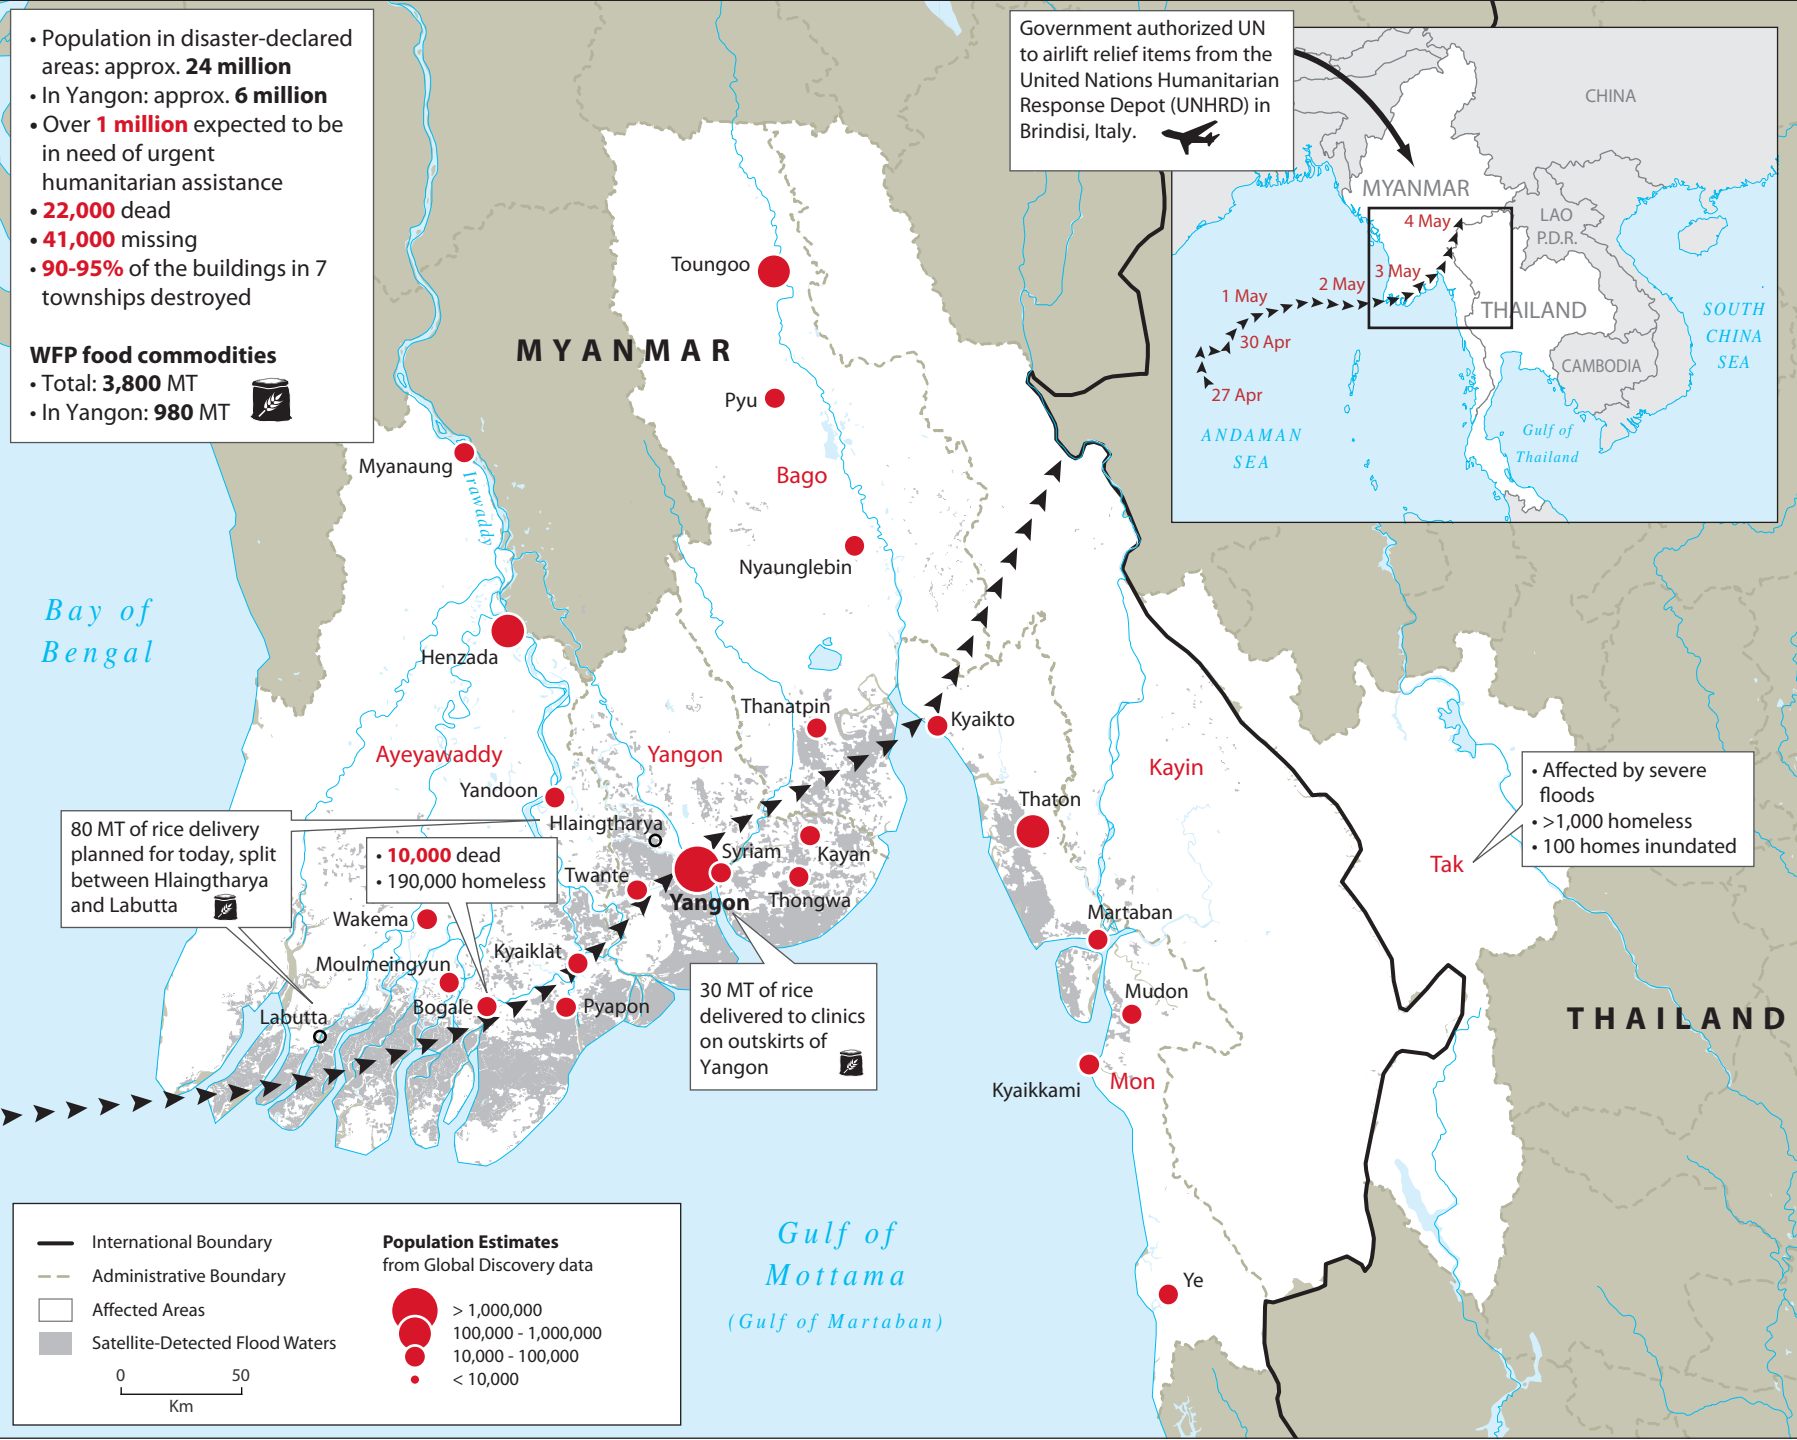 • Population in disaster-declared
areas: approx. 24 million
• In Yangon: approx. 6 million
• Over 1 million expected to be
in need of urgent
humanitarian assistance
• 22,000 dead
• 41,000 missing
• 90-95% of the buildings in 7
townships destroyed
WFP food commodities
• Total: 3,800 MT
• In Yangon: 980 MT
Government authorized UN
to airlift relief items from the
United Nations Humanitarian
Response Depot (UNHRD) in
Brindisi, Italy.
CHINA
MYANMAR
LAO
P.D.R.
4 May
3 May
2 May
1 May
30 Apr
27 Apr
THAILAND
CAMBODIA
SOUTH
CHINA
SEA
ANDAMAN
SEA
Gulf of
Thailand
Toungoo
MYANMAR
Pyu
Myanaung
Irawaddy
Bago
Nyaunglebin
Bay of
Bengal
Henzada
Thanatpin
Kyaikto
Ayeyawaddy
Yangon
Kayin
Yandoon
Thaton
Hlaingtharya
Syriam
Kayan
Twante
Yangon
Thongwa
Tak
• Affected by severe
floods
• >1,000 homeless
• 100 homes inundated
80 MT of rice delivery
planned for today, split
between Hlaingtharya
and Labutta
• 10,000 dead
• 190,000 homeless
Wakema
Martaban
Kyaiklat
Moulmeingyun
Bogale
Pyapon
Labutta
30 MT of rice
delivered to clinics
on outskirts of
Yangon
Mudon
THAILAND
Mon
Kyaikkami
Gulf of
Mottama
(Gulf of Martaban)
Ye
International Boundary
Administrative Boundary
Affected Areas
Satellite-Detected Flood Waters
0 50
Km
Population Estimates
from Global Discovery data
> 1,000,000
100,000 - 1,000,000
10,000 - 100,000
< 10,000